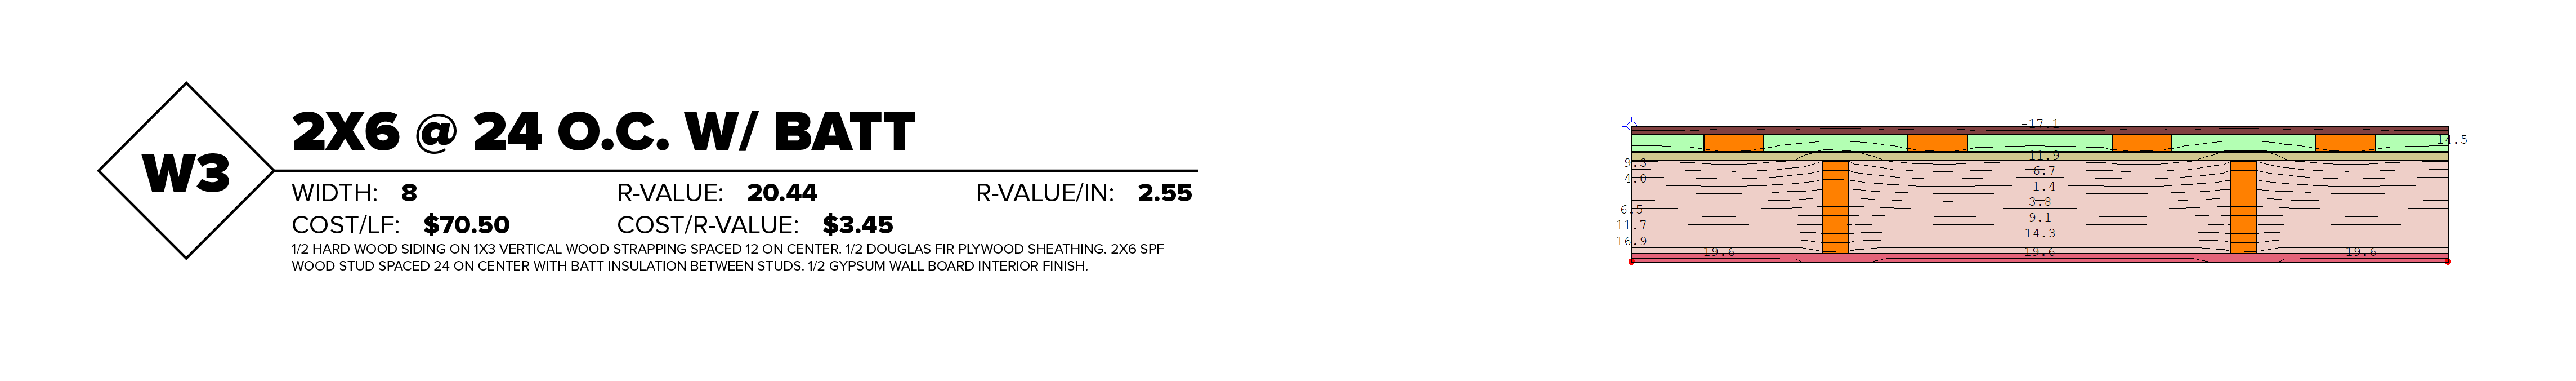 W3
2X6 @ 24 O.C. W/ BATT
WIDTH: 8 R-VALUE: 20.44 R-VALUE/IN: 2.55
COST/LF: $70.50 COST/R-VALUE: $3.45
1/2 HARD WOOD SIDING ON 1X3 VERTICAL WOOD STRAPPING SPACED 12 ON CENTER. 1/2 DOUGLAS FIR PLYWOOD SHEATHING. 2X6 SPF
WOOD STUD SPACED 24 ON CENTER WITH BATT INSULATION BETWEEN STUDS. 1/2 GYPSUM WALL BOARD INTERIOR FINISH.
-17.1
-14.5
-11.9
-9.3
-6.7
-4.0
-1.4
3.8
6.5
9.1
11.7
14.3
16.9
19.6 19.6 19.6